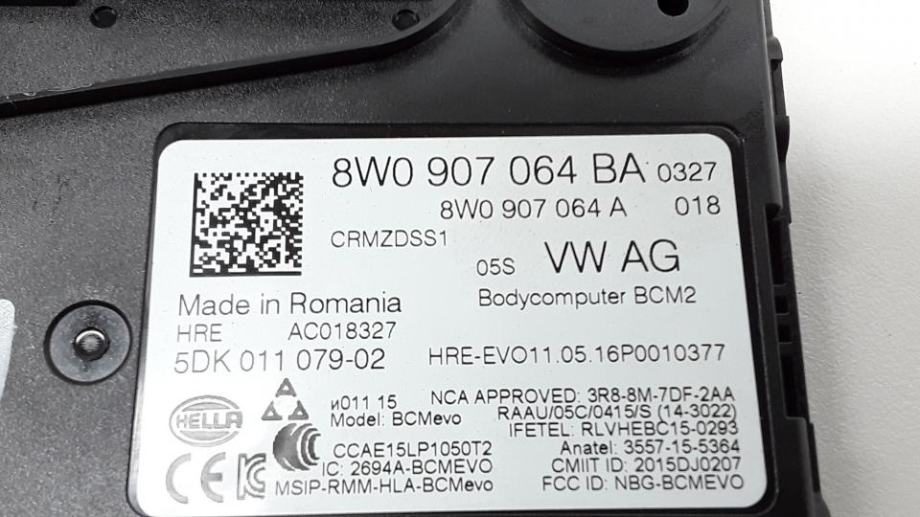 8W0 907 064 BA 0327
8W0 907 064 A 018
CRMZDSS1
05S VW AG
Bodycomputer BCM2
Made in Romania
HRE AC018327
5DK 011 079-02 HRE-EVO11.05.16P0010377
HELLA
и011 15 NCA APPROVED: 3R8-8M-7DF-2AA
Model: BCMevo RAAU/05C/0415/S (14-3022)
IFETEL: RLVHEBC15-0293
CCAE15LP1050T2 Anatel: 3557-15-5364
IC: 2694A-BCMEVO CMIIT ID: 2015DJ0207
CE MSIP-RMM-HLA-BCMevo FCC ID: NBG-BCMEVO